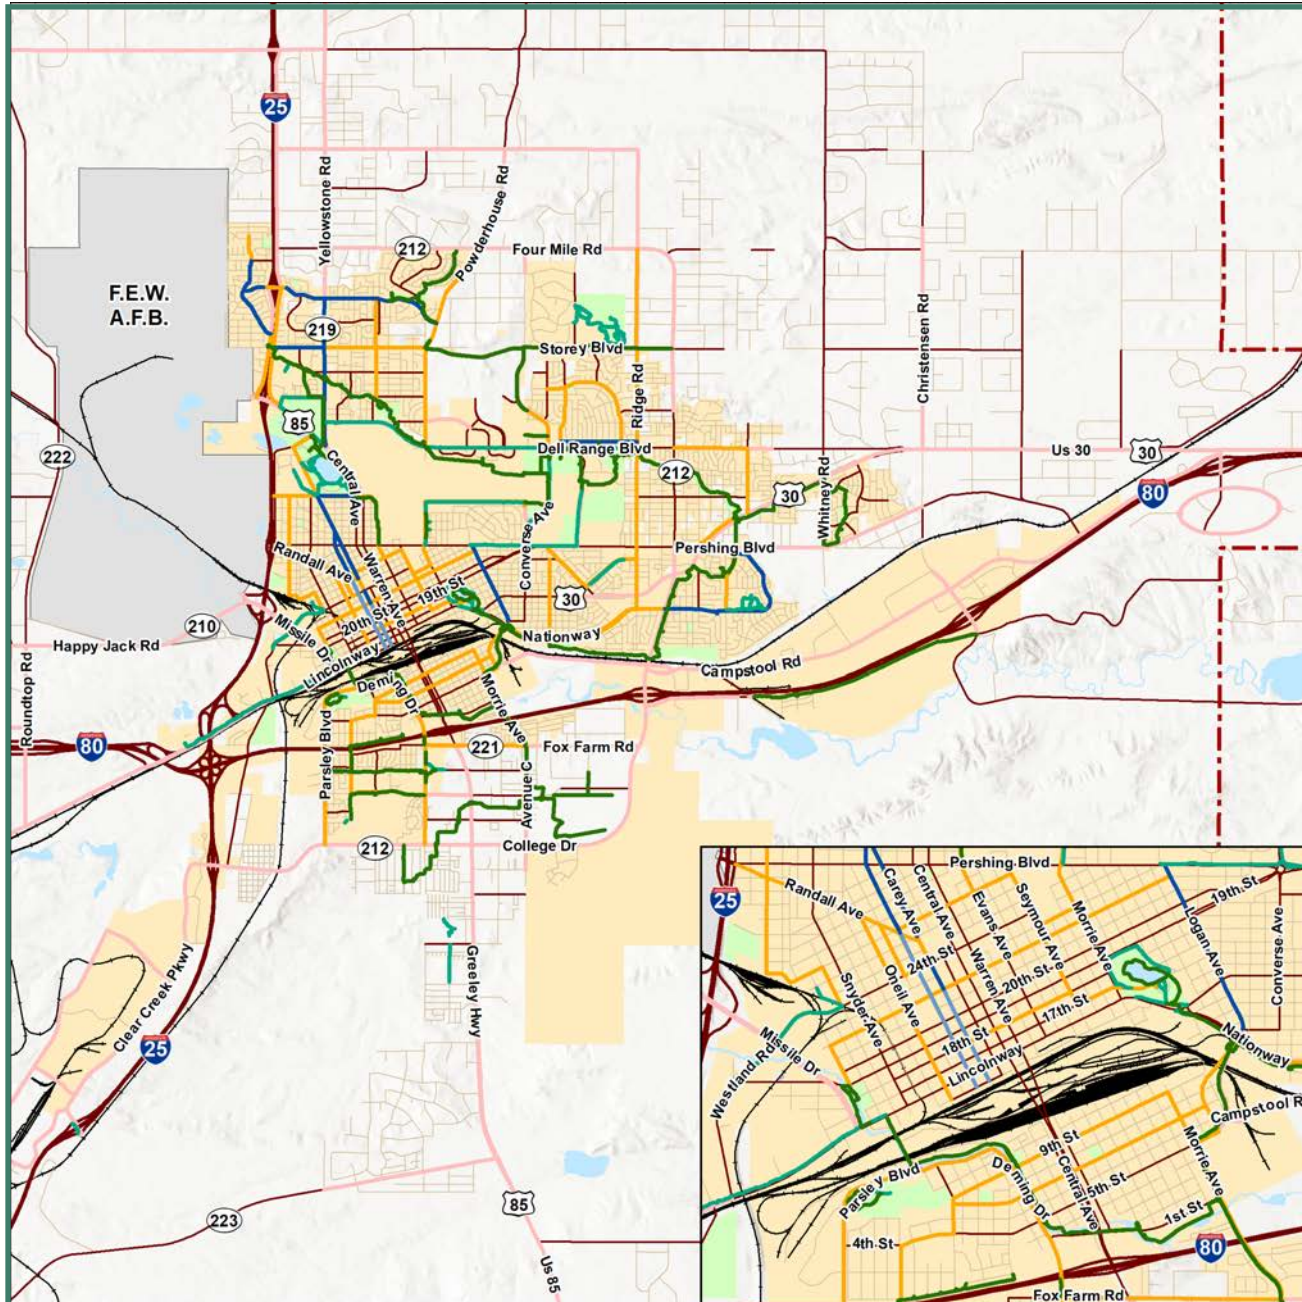 25
Yellowstone Rd
Powderhouse Rd
212
Four Mile Rd
F.E.W.
A.F.B.
219
Storey Blvd
Christensen Rd
Ridge Rd
85
222
Central Ave
Dell Range Blvd
212
Us 30
30
Whitney Rd
30
80
Converse Ave
Pershing Blvd
Randall Ave
Warren Ave
19th St
30
20th St
210
Missile Dr
Nationway
Happy Jack Rd
Lincolnway
Campstool Rd
Deming Dr
Roundtop Rd
Morrie Ave
80
Parsley Blvd
221
Fox Farm Rd
Avenue C
212
College Dr
Greeley Hwy
Clear Creek Pkwy
25
85
223
Us 85
Pershing Blvd
25
Randall Ave
Carey Ave
Central Ave
Evans Ave
Seymour Ave
Morrie Ave
19th St
Logan Ave
Converse Ave
24th St
20th St
Snyder Ave
Oneil Ave
Warren Ave
17th St
18th St
Lincolnway
Missile Dr
Westland Rd
Nationway
Campstool R
9th St
Parsley Blvd
Deming Dr
Central Ave
5th St
Morrie Ave
1st St
4th St
80
Fox Farm Rd